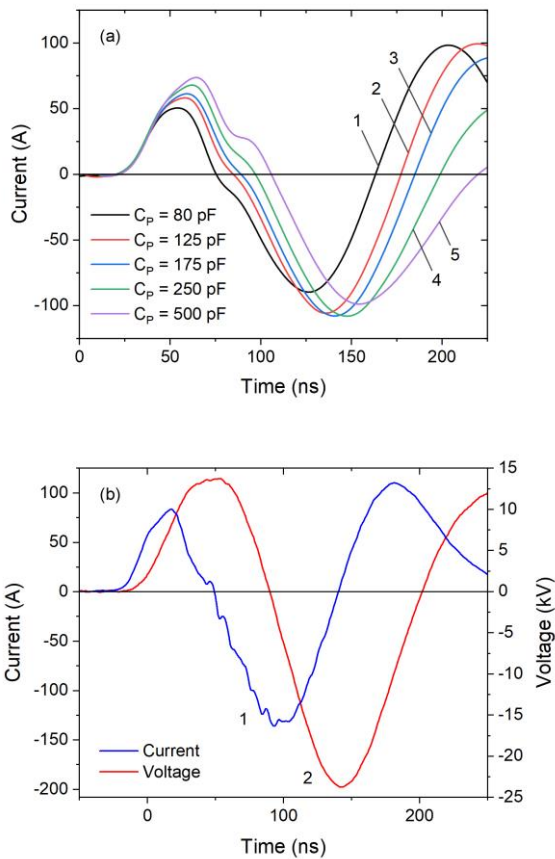 (a)
100
50
0
-50
-100
Current (A)
1
2
3
4
5
C_P = 80 pF
C_P = 125 pF
C_P = 175 pF
C_P = 250 pF
C_P = 500 pF
0 50 100 150 200
Time (ns)
(b)
100
50
0
-50
-100
-150
-200
Current (A)
15
10
5
0
-5
-10
-15
-20
-25
Voltage (kV)
1
2
Current
Voltage
0 100 200
Time (ns)